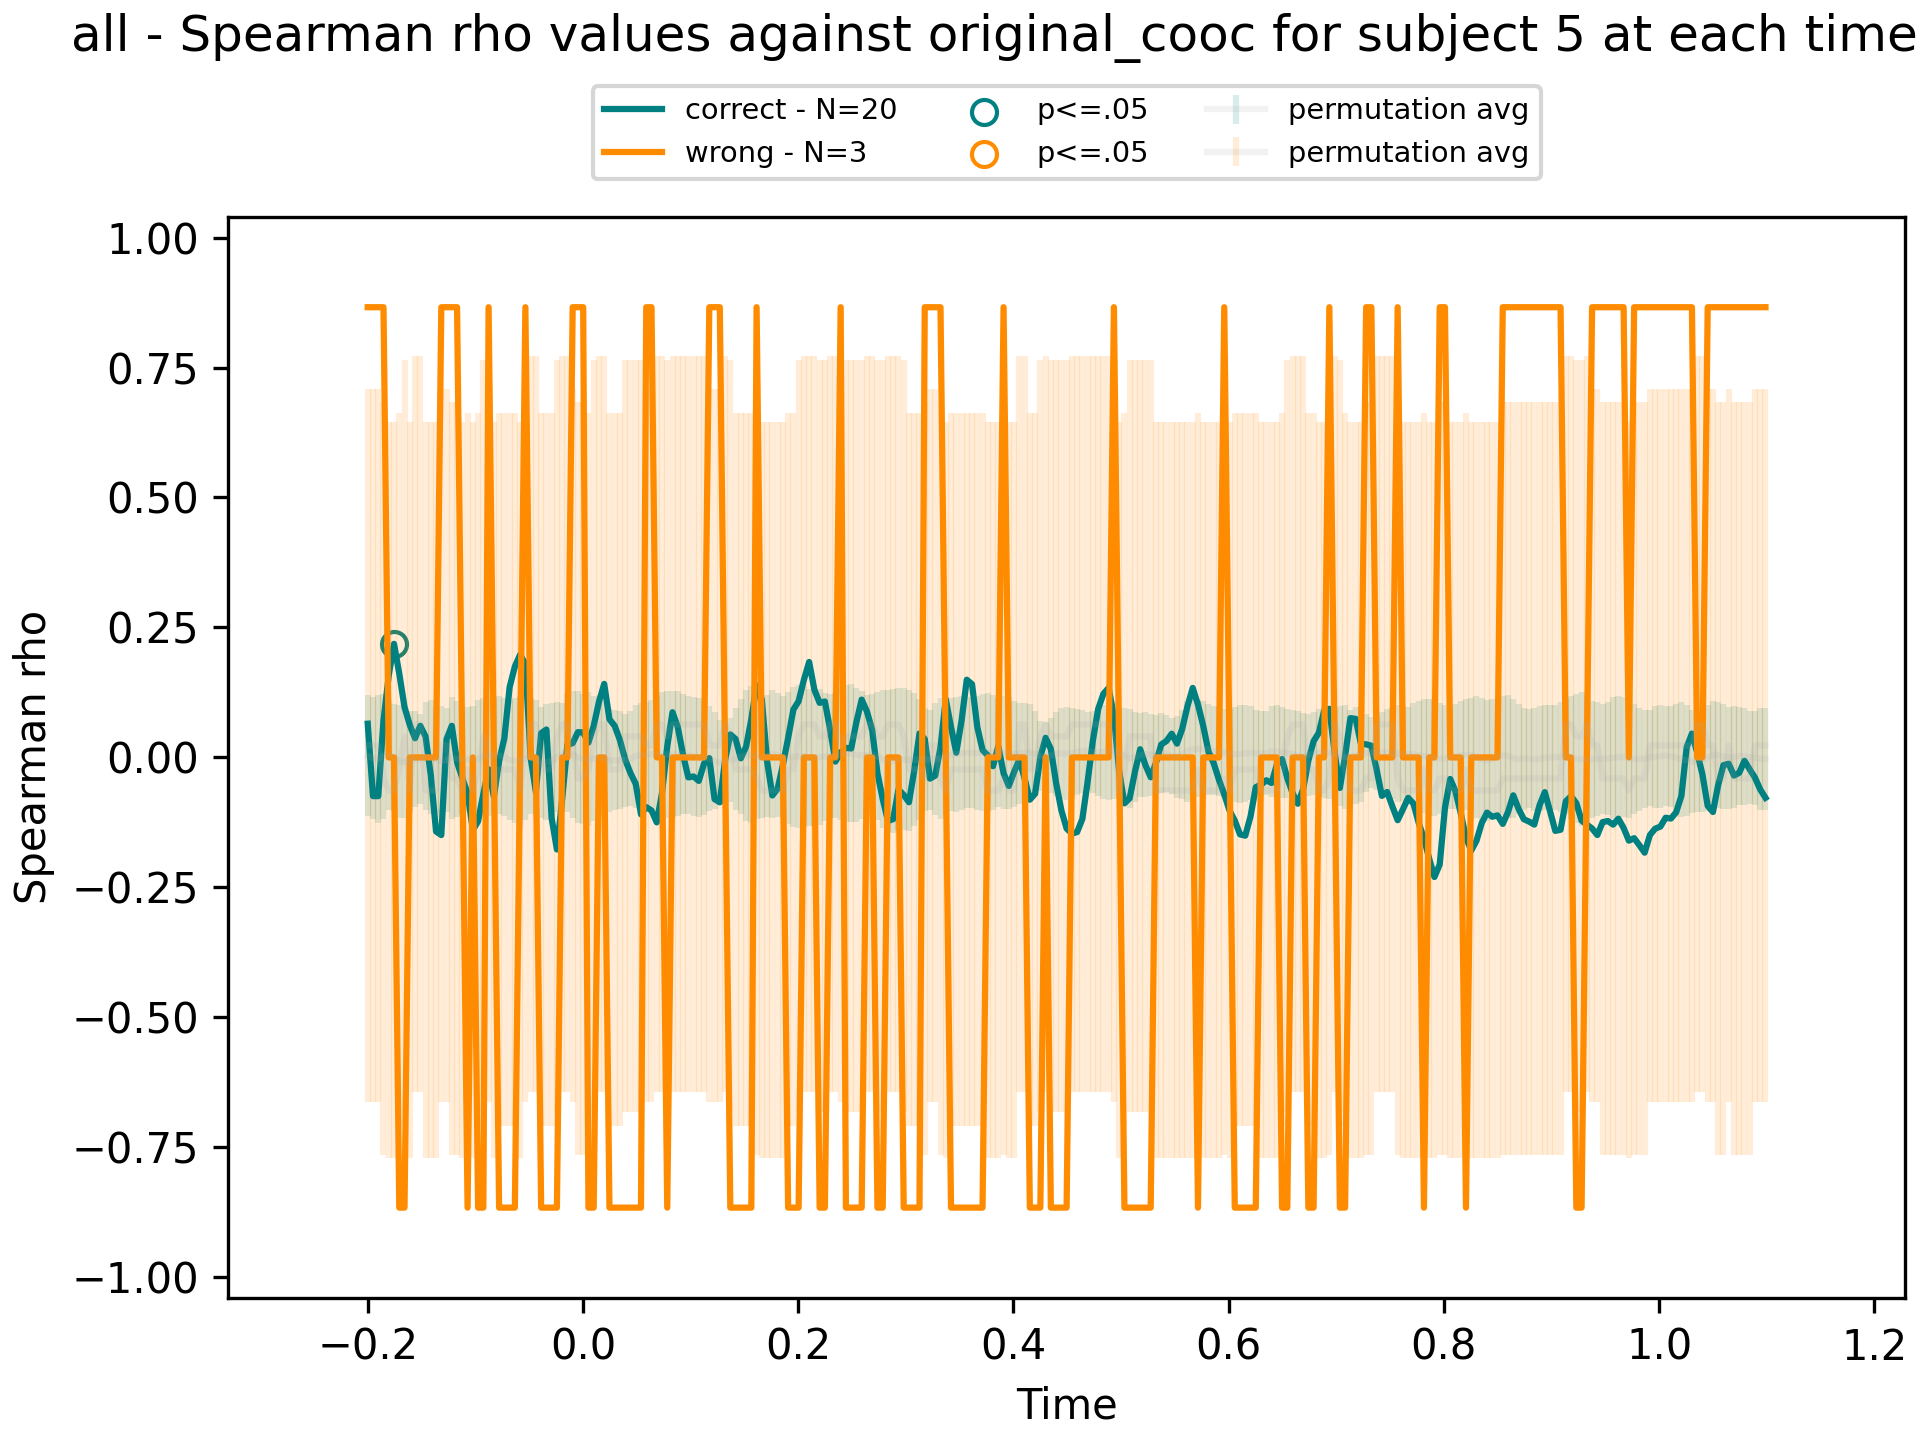 all - Spearman rho values against original_cooc for subject 5 at each time
correct - N=20 p<=.05 permutation avg
wrong - N=3 p<=.05 permutation avg
1.00
0.75
0.50
0.25
0.00
−0.25
−0.50
−0.75
−1.00
Spearman rho
−0.2 0.0 0.2 0.4 0.6 0.8 1.0 1.2
Time